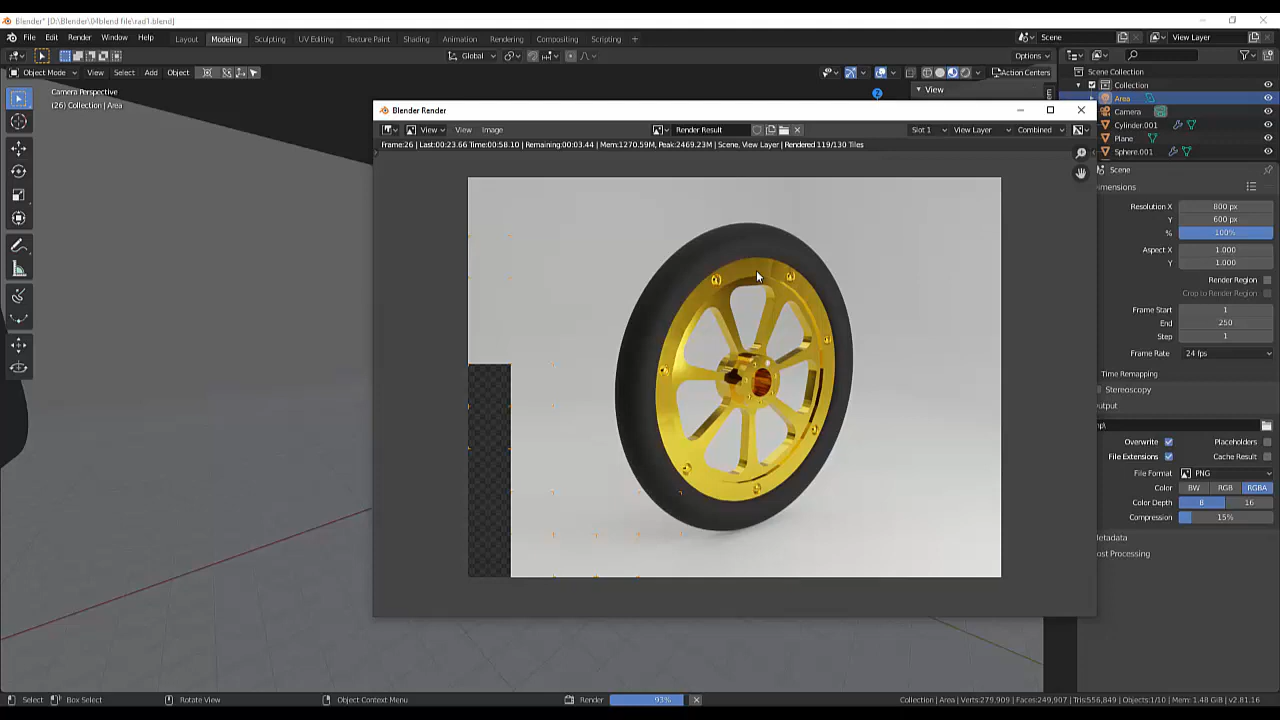 Blender* [D:\Blender\04blend file\rad1.blend]
File Edit Render Window Help
Layout Modeling Sculpting UV Editing Texture Paint Shading Animation Rendering Compositing Scripting +
Scene View Layer
Global Options
Object Mode View Select Add Object Action Centers
Camera Perspective
(26) Collection | Area
View
Scene Collection
Collection
Area
Camera
Cylinder.001
Plane
Sphere.001
Blender Render
View View Image Render Result Slot 1 View Layer Combined
Frame:26 | Last:00:23.66 Time:00:58.10 | Remaining:00:03.44 | Mem:1270.59M, Peak:2469.23M | Scene, View Layer | Rendered 119/130 Tiles
Scene
Dimensions
Resolution X 800 px
Y 600 px
% 100%
Aspect X 1.000
Y 1.000
Render Region
Crop to Render Region
Frame Start 1
End 250
Step 1
Frame Rate 24 fps
Time Remapping
Stereoscopy
Output
Overwrite Placeholders
File Extensions Cache Result
File Format PNG
Color BW RGB RGBA
Color Depth 8 16
Compression 15%
Metadata
ost Processing
Select Box Select Rotate View Object Context Menu Render 93% Collection | Area | Verts:279,909 | Faces:249,907 | Tris:556,849 | Objects:1/10 | Mem: 1.48 GiB | v2.81.16